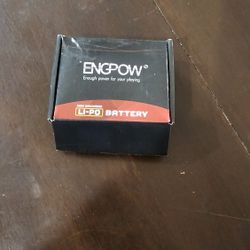 ENGPOW
Enough power for your playing
LI-PO BATTERY